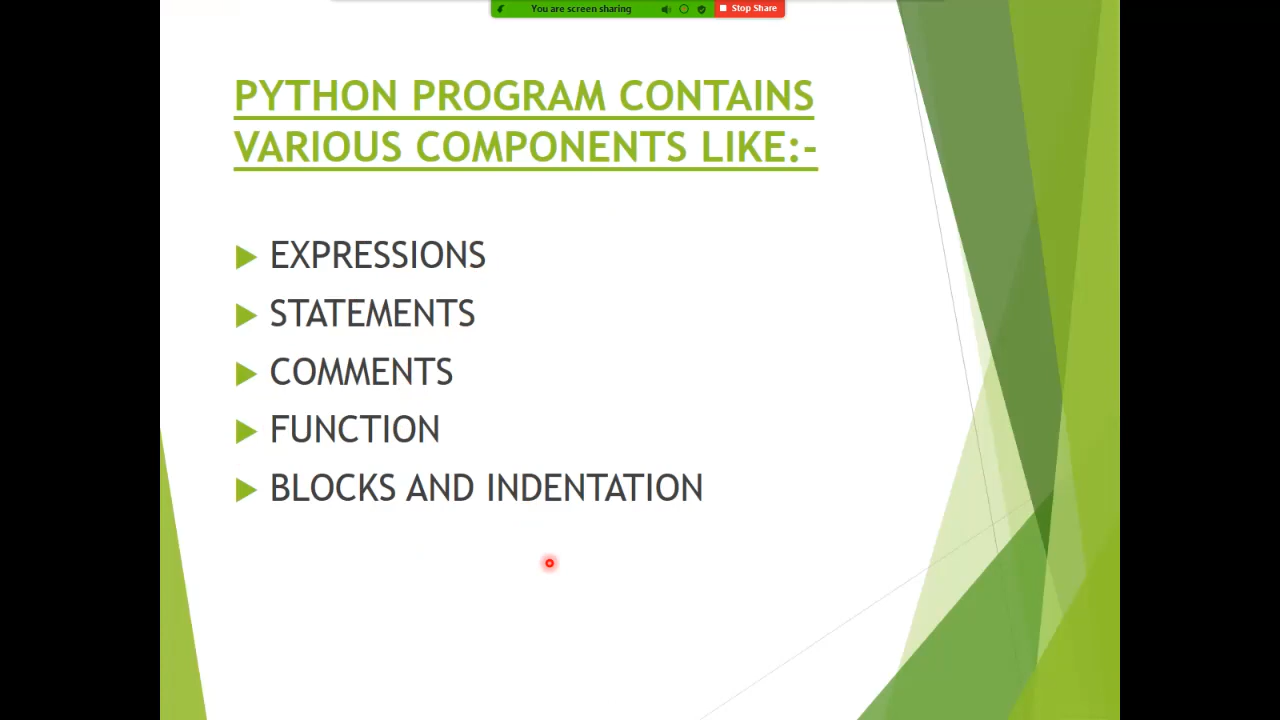 You are screen sharing Stop Share
PYTHON PROGRAM CONTAINS
VARIOUS COMPONENTS LIKE:-
EXPRESSIONS
STATEMENTS
COMMENTS
FUNCTION
BLOCKS AND INDENTATION